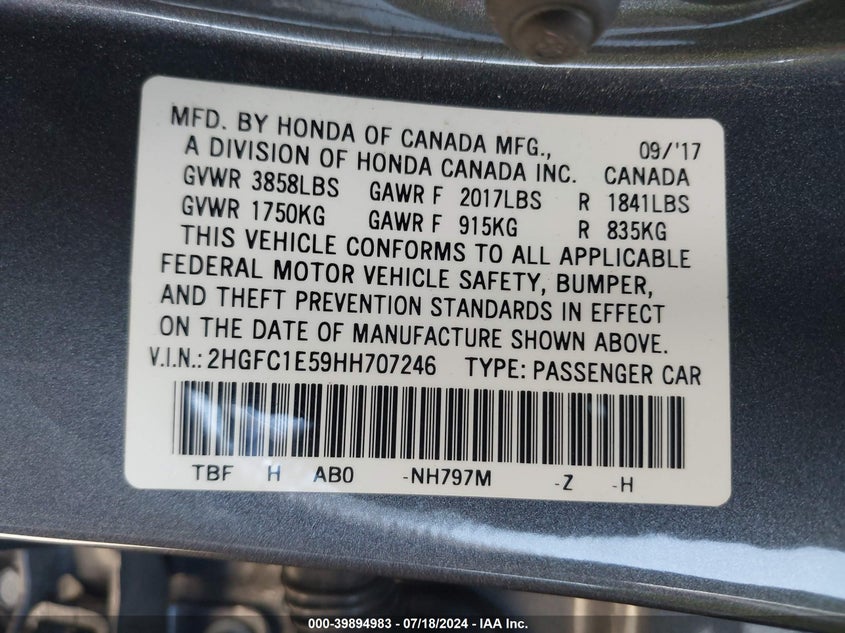 MFD. BY HONDA OF CANADA MFG., 09/'17
A DIVISION OF HONDA CANADA INC. CANADA
GVWR 3858LBS GAWR F 2017LBS R 1841LBS
GVWR 1750KG GAWR F 915KG R 835KG
THIS VEHICLE CONFORMS TO ALL APPLICABLE
FEDERAL MOTOR VEHICLE SAFETY, BUMPER,
AND THEFT PREVENTION STANDARDS IN EFFECT
ON THE DATE OF MANUFACTURE SHOWN ABOVE.
V.I.N.: 2HGFC1E59HH707246 TYPE: PASSENGER CAR
TBF H AB0 -NH797M -Z -H
000-39894983 / 07/18/2024 - IAA Inc.